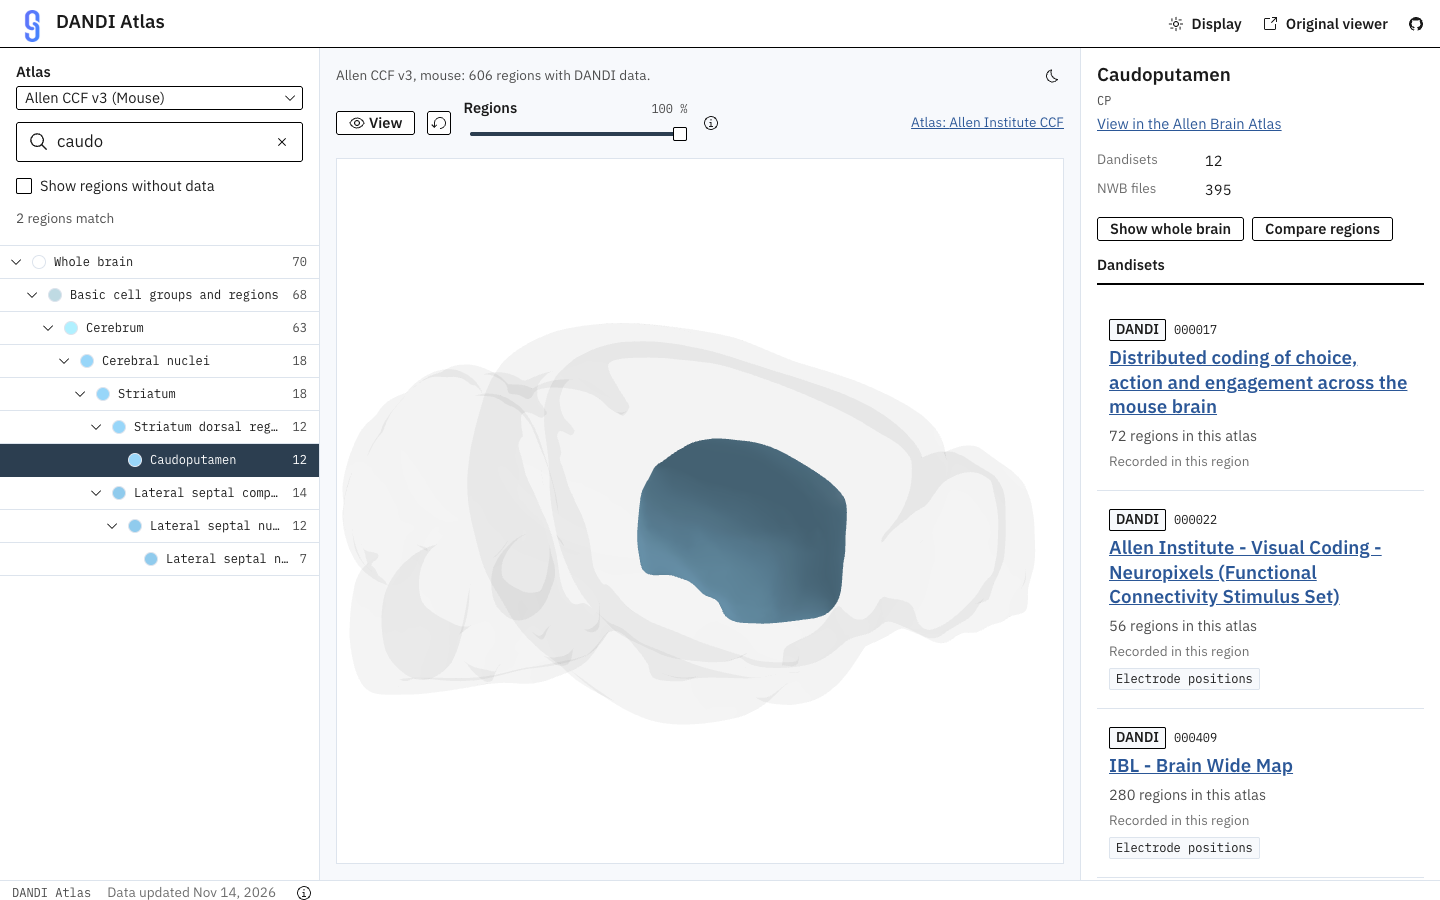 DANDI Atlas
Display
Original viewer
Atlas
Allen CCF v3 (Mouse)
caudo
Show regions without data
2 regions match
Whole brain 70
Basic cell groups and regions 68
Cerebrum 63
Cerebral nuclei 18
Striatum 18
Striatum dorsal reg… 12
Caudoputamen 12
Lateral septal comp… 14
Lateral septal nu… 12
Lateral septal n… 7
Allen CCF v3, mouse: 606 regions with DANDI data.
View
Regions 100 %
Atlas: Allen Institute CCF
Caudoputamen
CP
View in the Allen Brain Atlas
Dandisets 12
NWB files 395
Show whole brain
Compare regions
Dandisets
DANDI 000017
Distributed coding of choice,
action and engagement across the
mouse brain
72 regions in this atlas
Recorded in this region
DANDI 000022
Allen Institute - Visual Coding -
Neuropixels (Functional
Connectivity Stimulus Set)
56 regions in this atlas
Recorded in this region
Electrode positions
DANDI 000409
IBL - Brain Wide Map
280 regions in this atlas
Recorded in this region
Electrode positions
DANDI Atlas
Data updated Nov 14, 2026